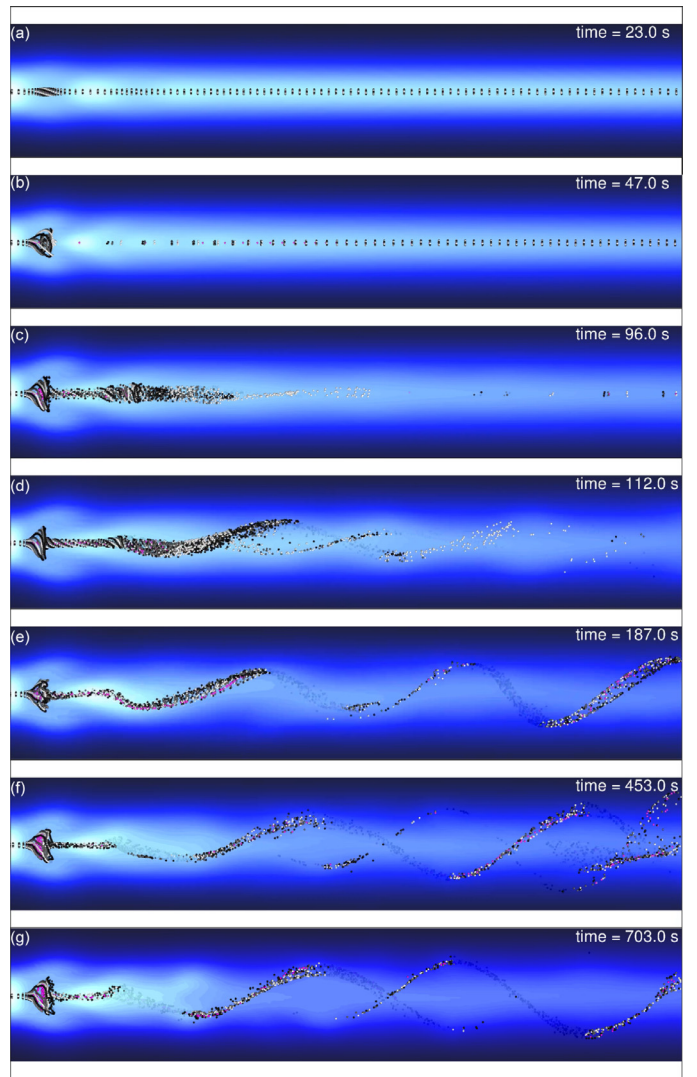 (a) time = 23.0 s
(b) time = 47.0 s
(c) time = 96.0 s
(d) time = 112.0 s
(e) time = 187.0 s
(f) time = 453.0 s
(g) time = 703.0 s